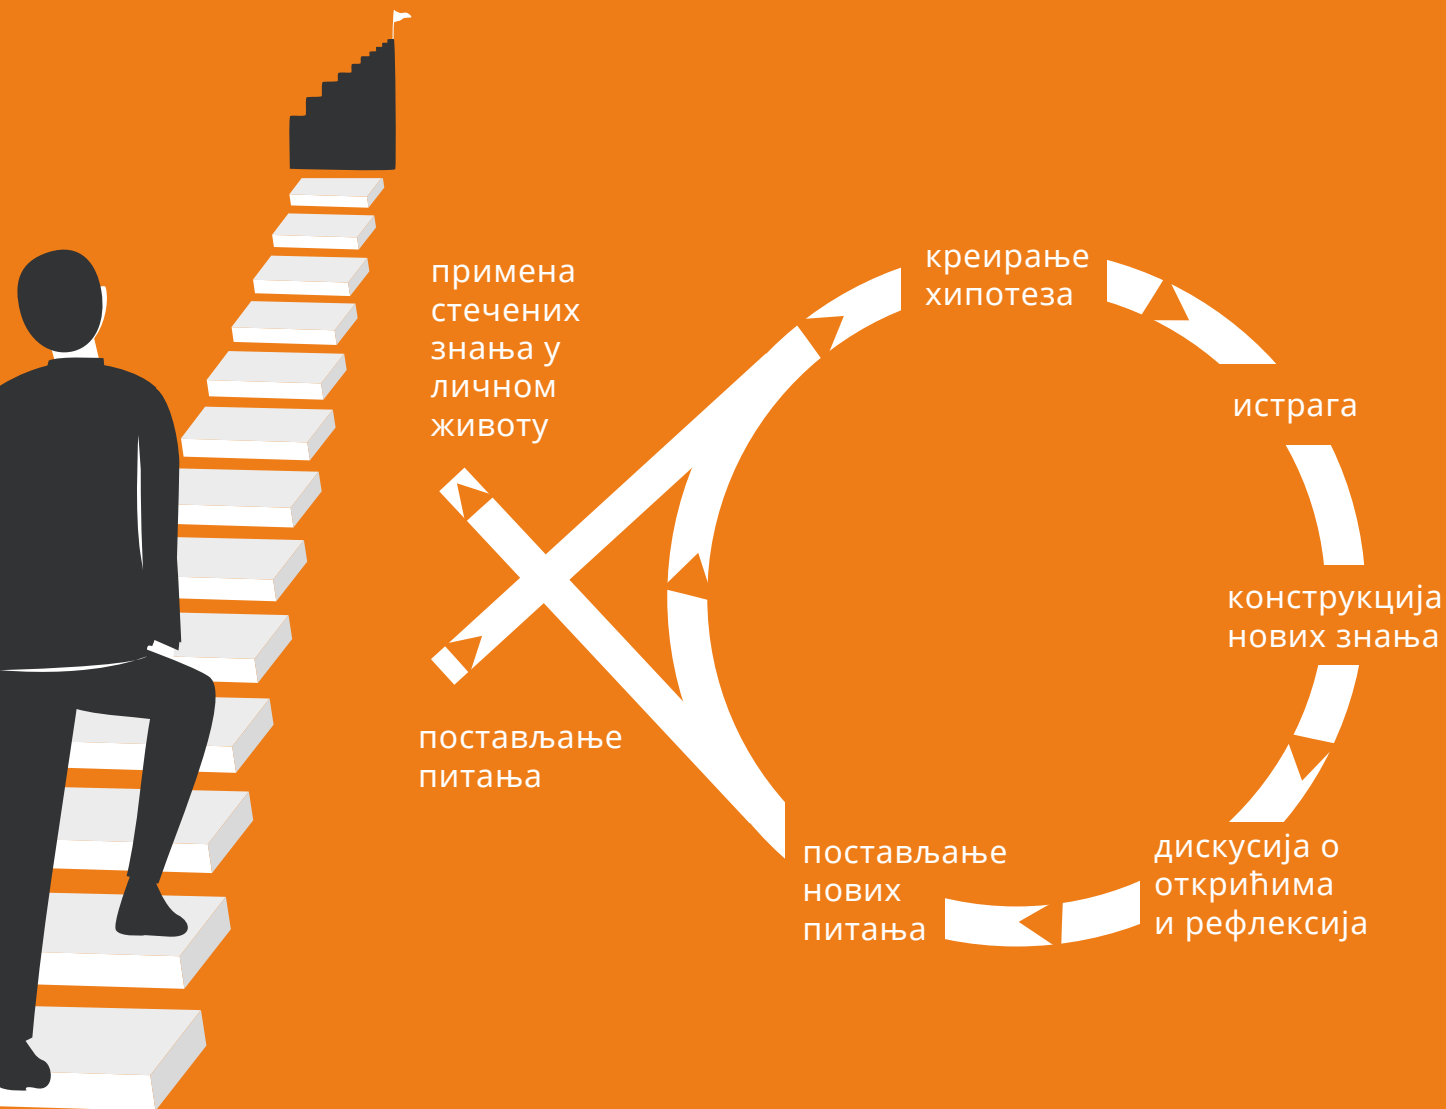 примена
стечених
знања у
личном
животу
креирање
хипотеза
истрага
конструкција
нових знања
постављање
питања
постављање
нових
питања
дискусија о
открићима
и рефлексија